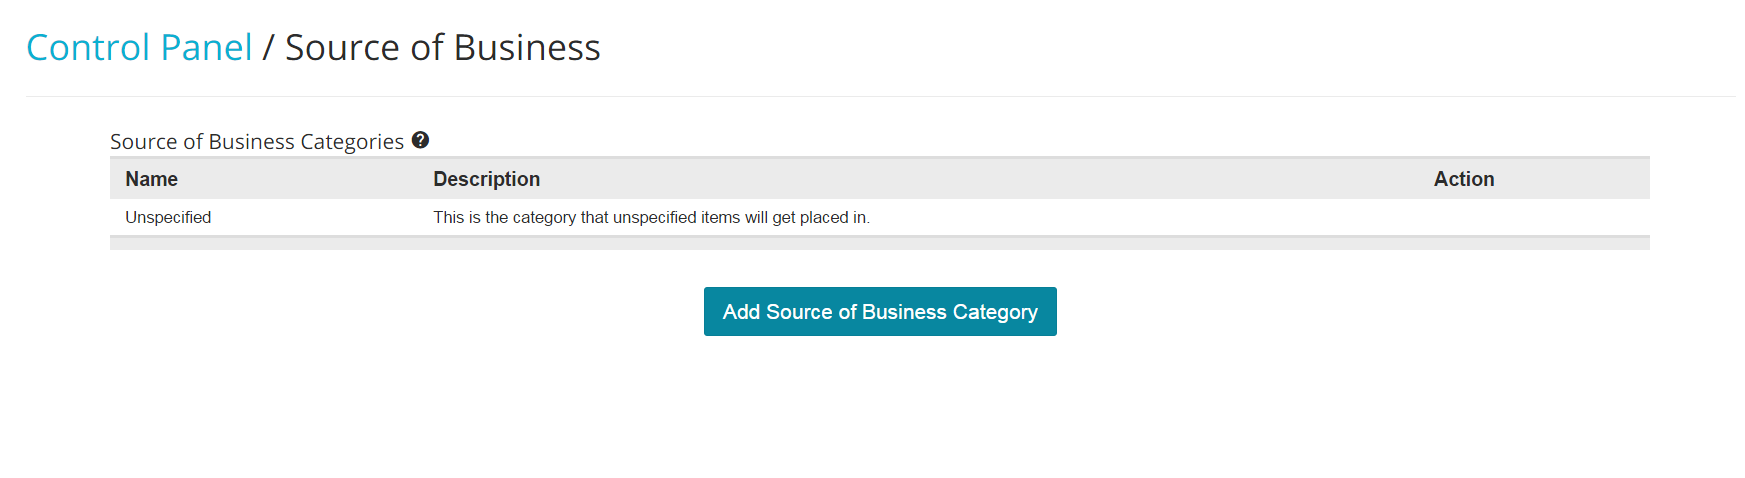 Control Panel / Source of Business
Source of Business Categories ?
Name Description Action
Unspecified This is the category that unspecified items will get placed in.
Add Source of Business Category